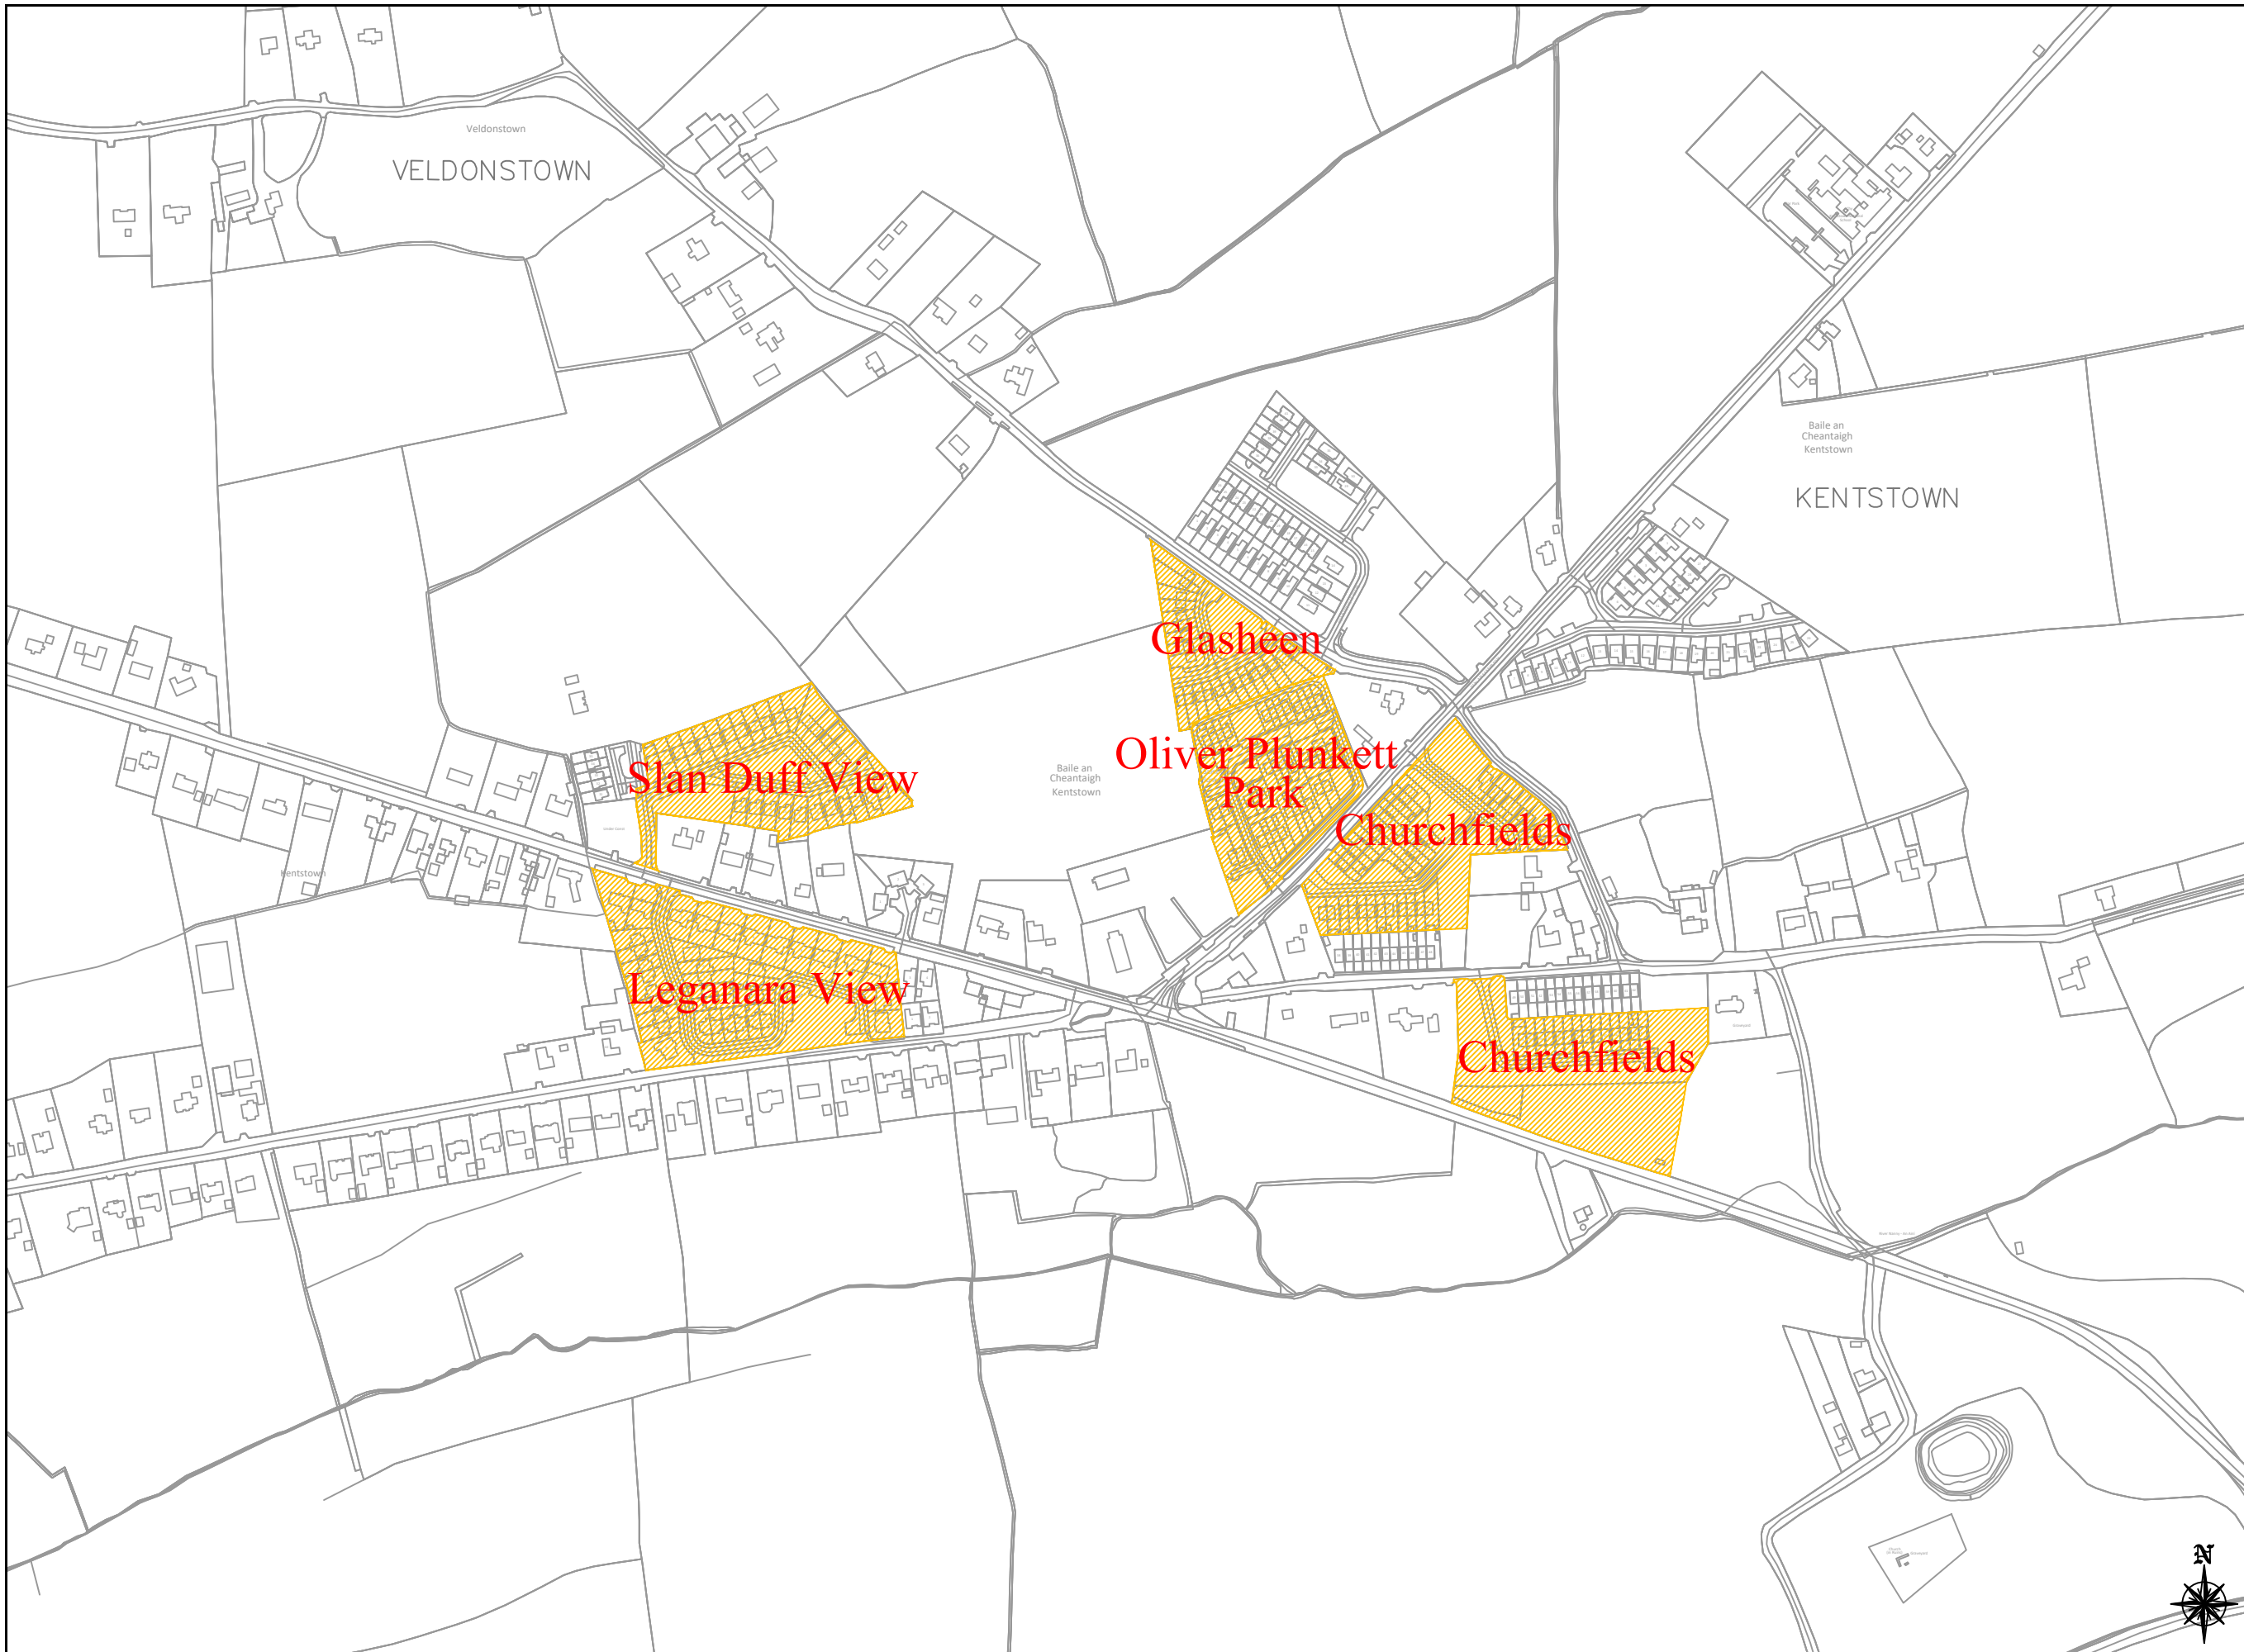 Veldonstown
VELDONSTOWN
Baile an
Cheantaigh
Kentstown
KENTSTOWN
Glasheen
Oliver Plunkett
Park
Slan Duff View
Baile an
Cheantaigh
Kentstown
Churchfields
Kentstown
Leganara View
Churchfields
N